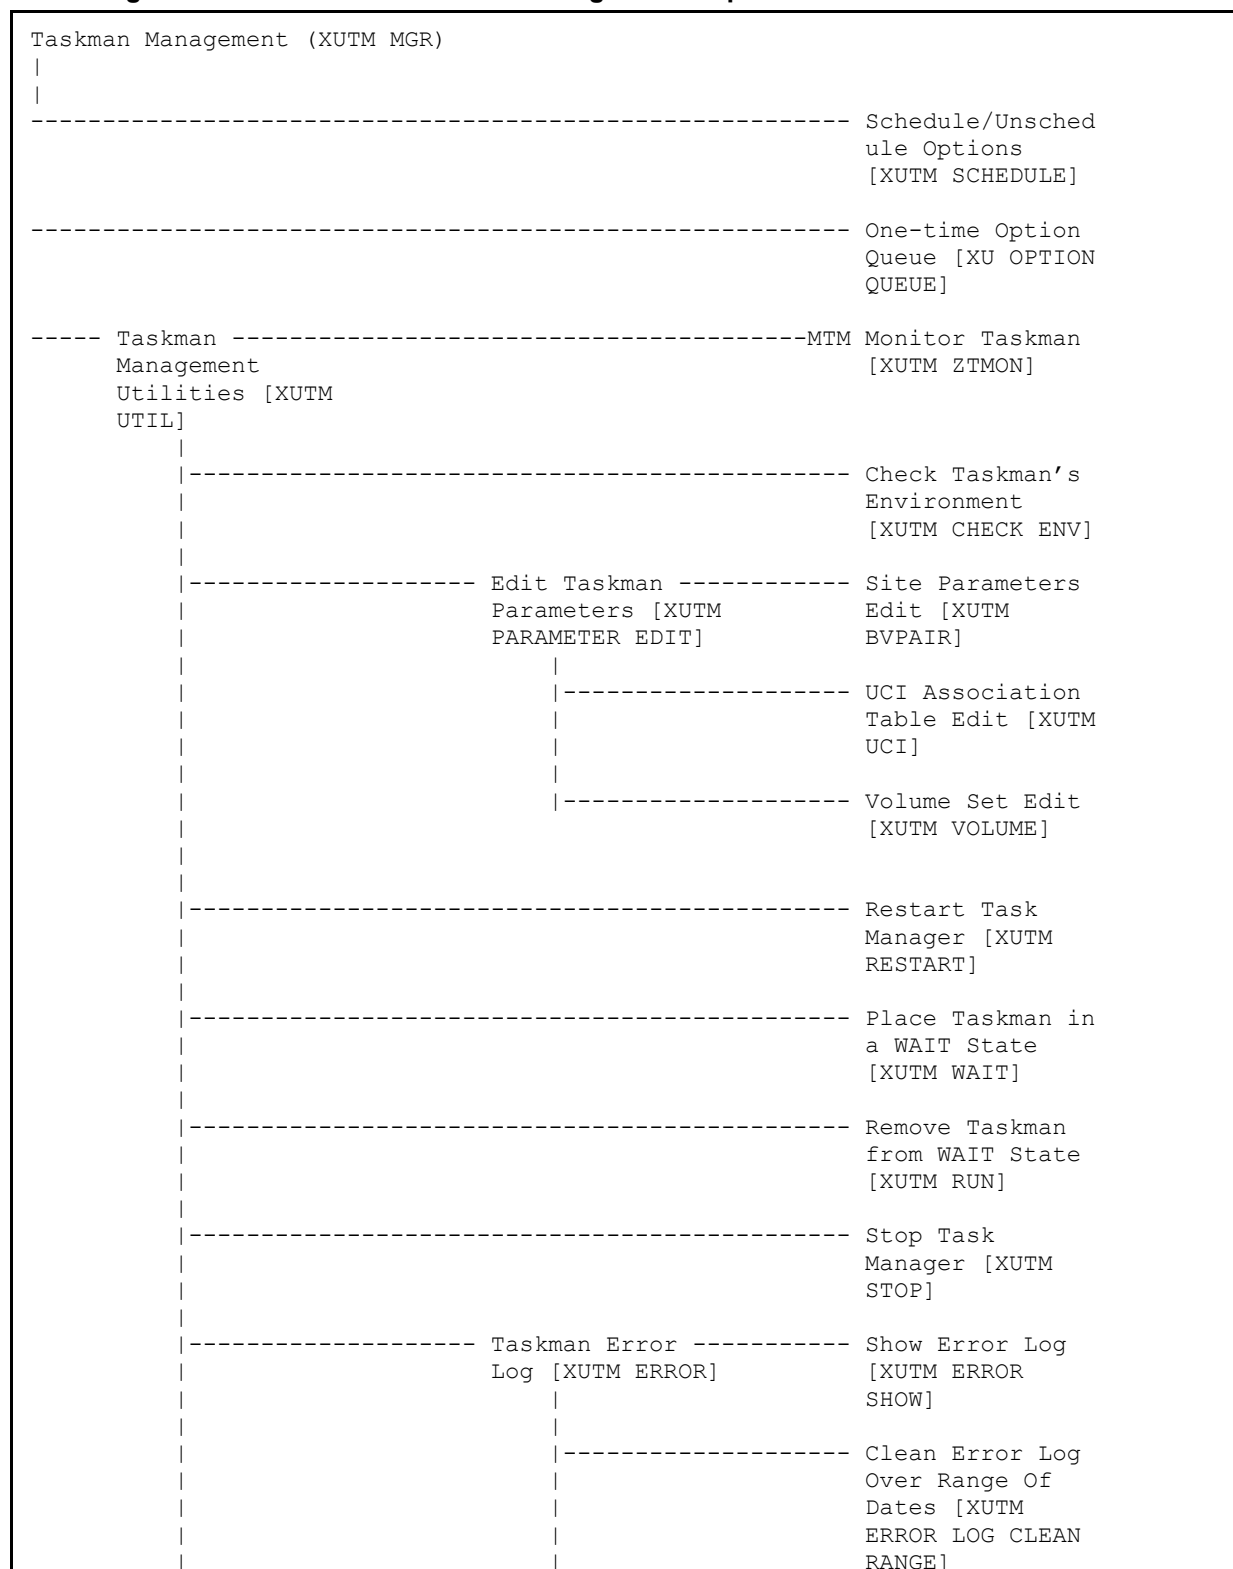 Taskman Management (XUTM MGR)
|
|
--------------------------------------------------------- Schedule/Unsched
                                                          ule Options
                                                          [XUTM SCHEDULE]

--------------------------------------------------------- One-time Option
                                                          Queue [XU OPTION
                                                          QUEUE]

----- Taskman ----------------------------------------MTM Monitor Taskman
      Management                                          [XUTM ZTMON]
      Utilities [XUTM
      UTIL]
          |
          |---------------------------------------------- Check Taskman’s
          |                                               Environment
          |                                               [XUTM CHECK ENV]
          |
          |-------------------- Edit Taskman ------------ Site Parameters
          |                     Parameters [XUTM          Edit [XUTM
          |                     PARAMETER EDIT]           BVPAIR]
          |                         |
          |                         |-------------------- UCI Association
          |                         |                     Table Edit [XUTM
          |                         |                     UCI]
          |                         |
          |                         |-------------------- Volume Set Edit
          |                                               [XUTM VOLUME]
          |
          |
          |---------------------------------------------- Restart Task
          |                                               Manager [XUTM
          |                                               RESTART]
          |
          |---------------------------------------------- Place Taskman in
          |                                               a WAIT State
          |                                               [XUTM WAIT]
          |
          |---------------------------------------------- Remove Taskman
          |                                               from WAIT State
          |                                               [XUTM RUN]
          |
          |---------------------------------------------- Stop Task
          |                                               Manager [XUTM
          |                                               STOP]
          |
          |-------------------- Taskman Error ----------- Show Error Log
          |                     Log [XUTM ERROR]          [XUTM ERROR
          |                         |                     SHOW]
          |                         |
          |                         |-------------------- Clean Error Log
          |                         |                     Over Range Of
          |                         |                     Dates [XUTM
          |                         |                     ERROR LOG CLEAN
          |                         |                     RANGE]